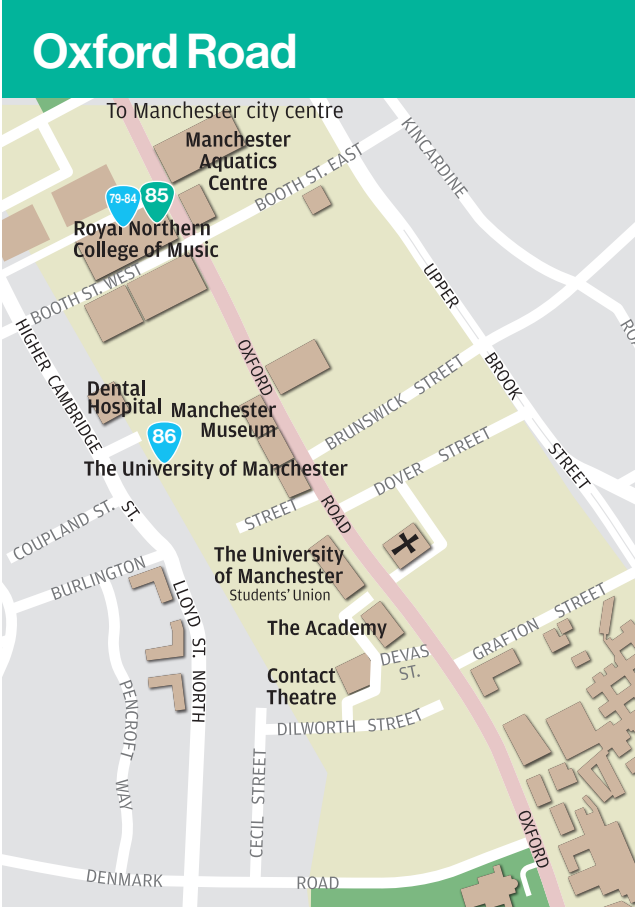 Oxford Road
To Manchester city centre
Manchester
Aquatics
Centre
KINCARDINE
BOOTH ST. EAST
79-84
85
Royal Northern
College of Music
BOOTH ST. WEST
UPPER
BROOK
STREET
HIGHER CAMBRIDGE
ST.
OXFORD
ROAD
Dental
Hospital
Manchester
Museum
BRUNSWICK STREET
86
The University of Manchester
DOVER STREET
STREET
COUPLAND ST.
BURLINGTON
The University
of Manchester
Students' Union
LLOYD ST. NORTH
The Academy
GRAFTON STREET
DEVAS
ST.
Contact
Theatre
PENCROFT WAY
DILWORTH STREET
CECIL STREET
OXFORD
DENMARK ROAD